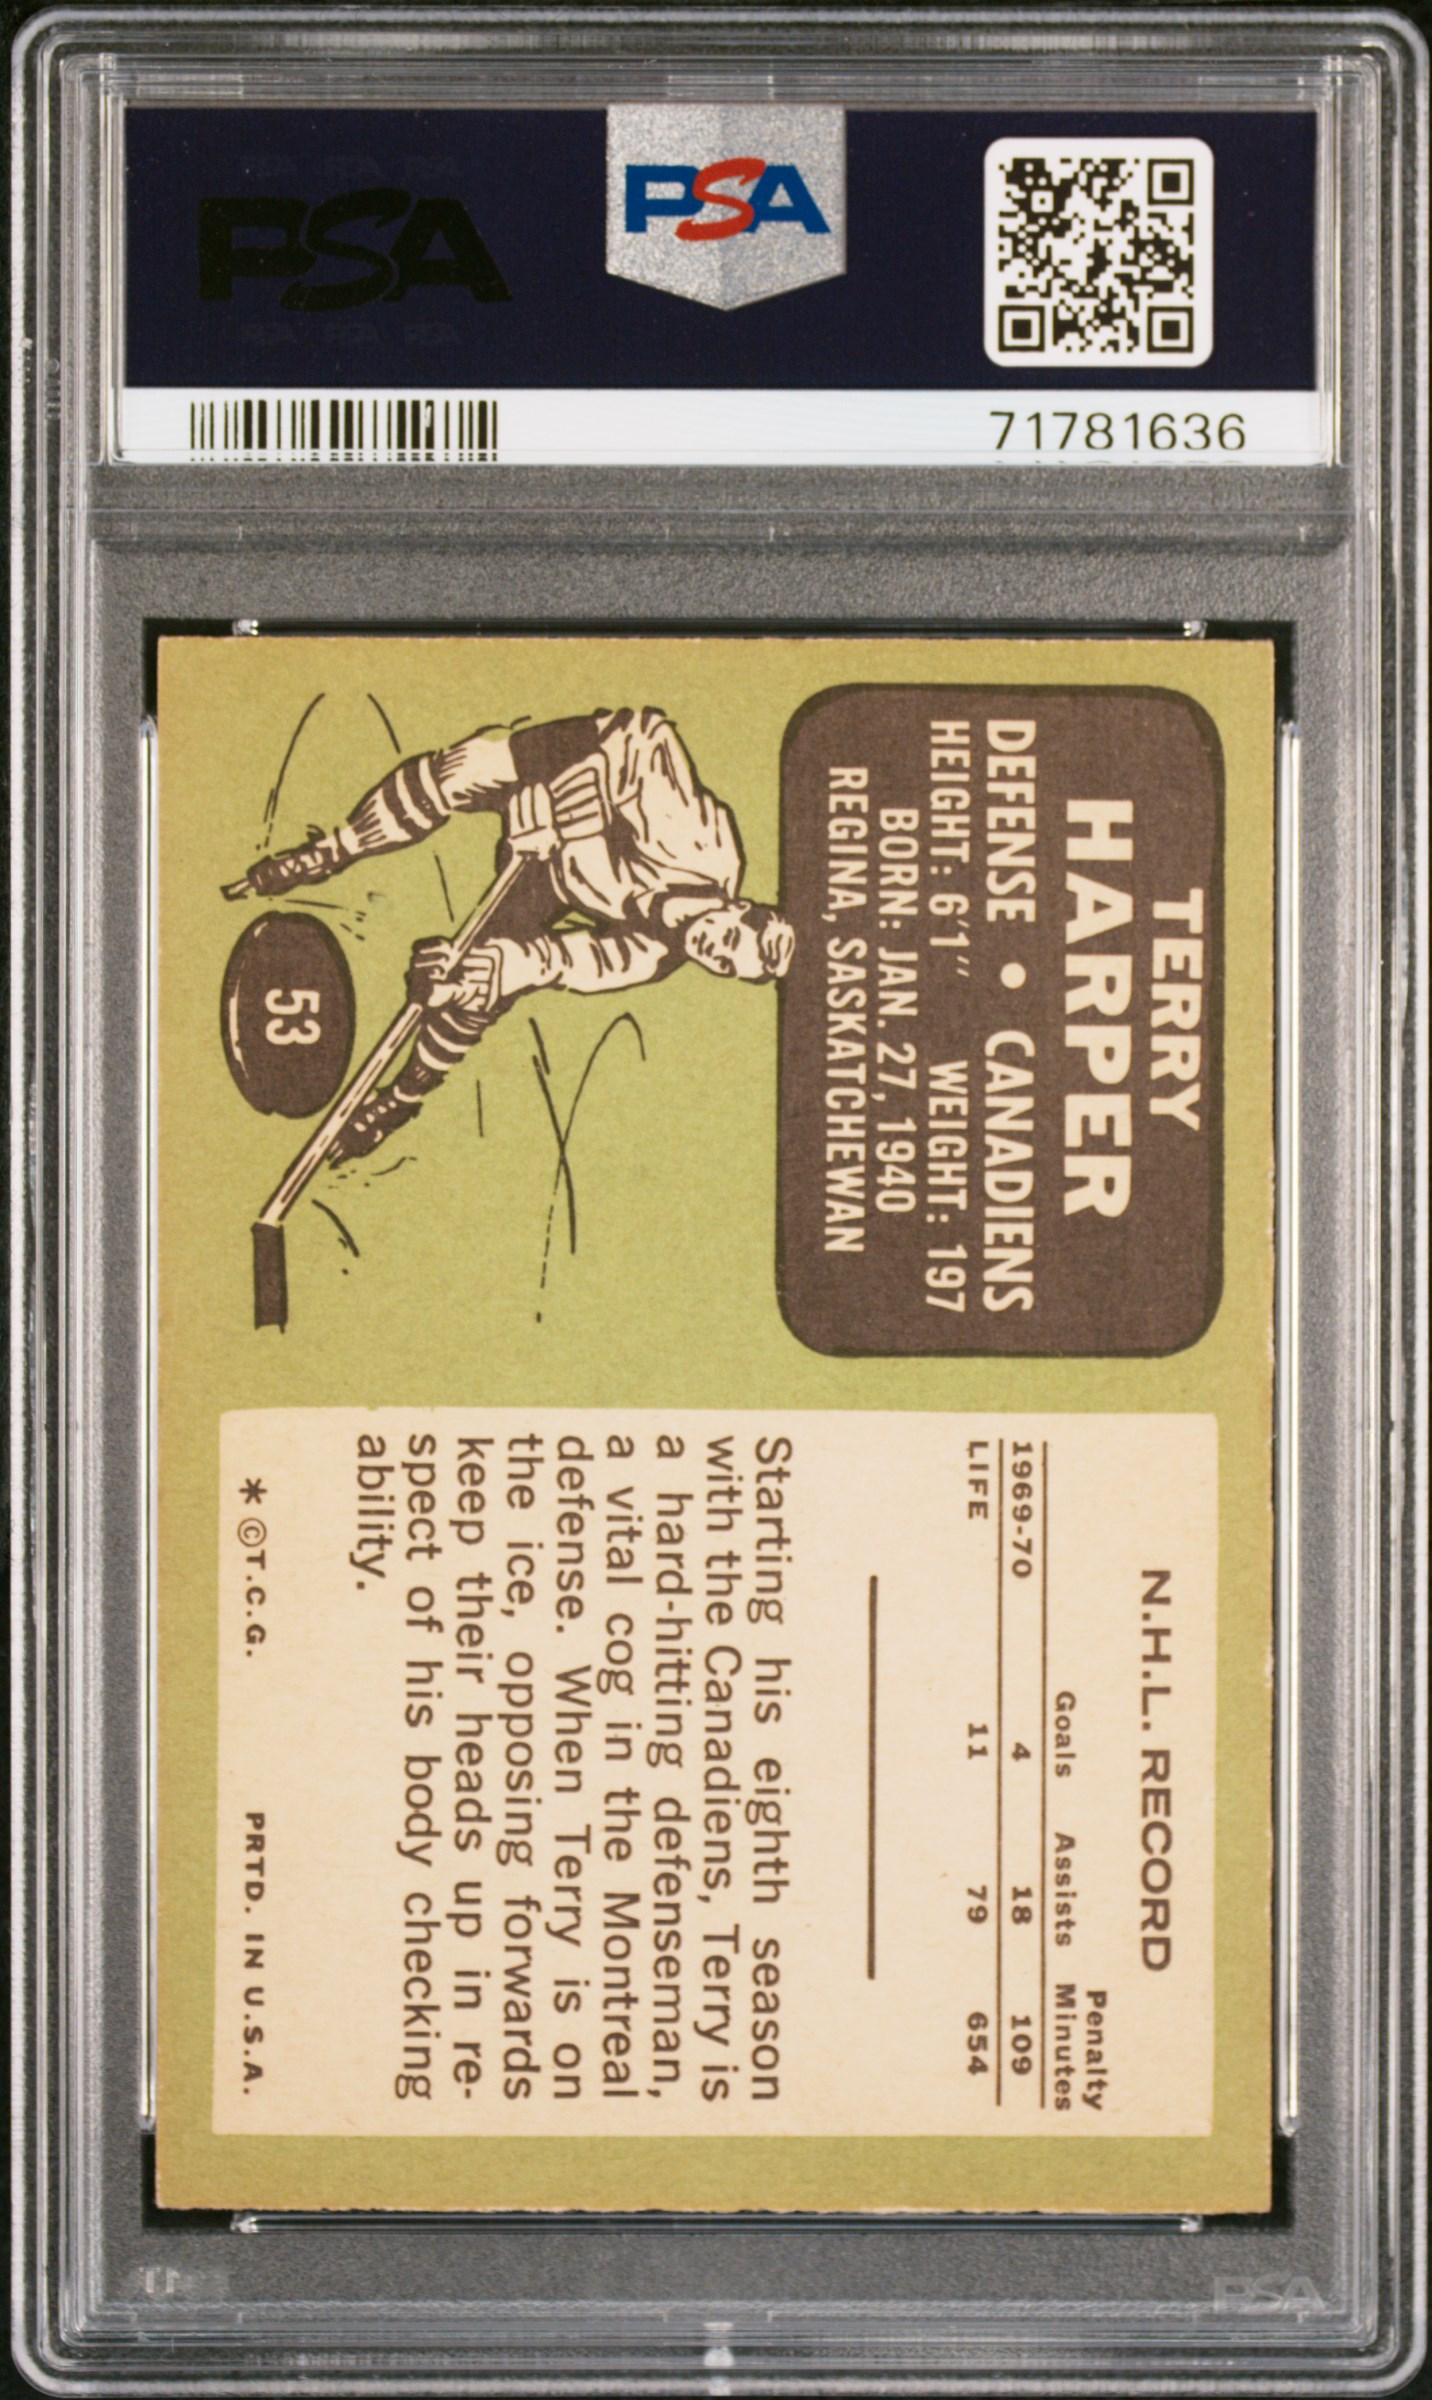 PSA
PSA
71781636
TERRY
HARPER
DEFENSE • CANADIENS
HEIGHT: 6'1" WEIGHT: 197
BORN: JAN. 27, 1940
REGINA, SASKATCHEWAN
53
N.H.L. RECORD
Penalty
Goals Assists Minutes
1969-70 4 18 109
LIFE 11 79 654
Starting his eighth season
with the Canadiens, Terry is
a hard-hitting defenseman,
a vital cog in the Montreal
defense. When Terry is on
the ice, opposing forwards
keep their heads up in re-
spect of his body checking
ability.
* ©T.C.G. PRTD. IN U.S.A.
PSA